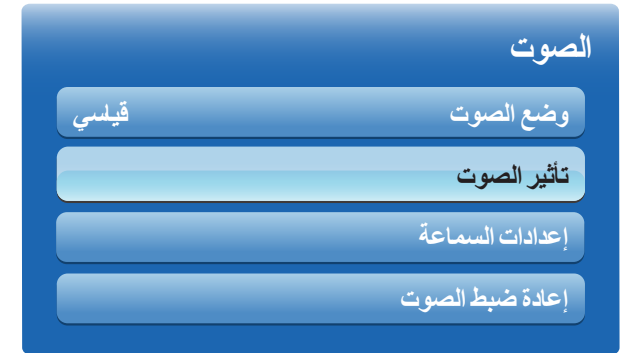 الصوت
وضع الصوت قياسي
تأثير الصوت
إعدادات السماعة
إعادة ضبط الصوت